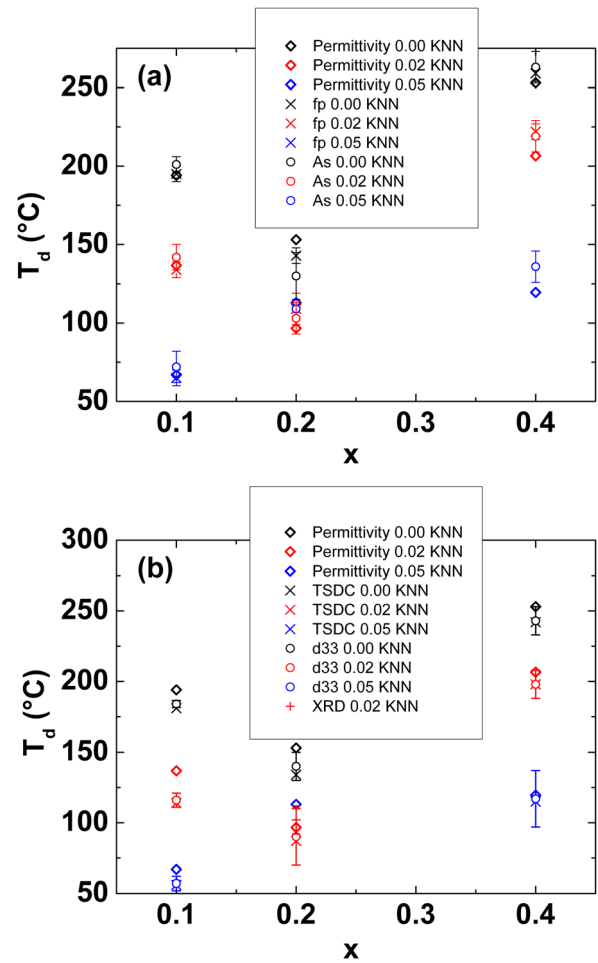 (a)
Permittivity 0.00 KNN
Permittivity 0.02 KNN
Permittivity 0.05 KNN
fp 0.00 KNN
fp 0.02 KNN
fp 0.05 KNN
As 0.00 KNN
As 0.02 KNN
As 0.05 KNN
250
200
150
100
50
Td (°C)
0.1 0.2 0.3 0.4
x
(b)
Permittivity 0.00 KNN
Permittivity 0.02 KNN
Permittivity 0.05 KNN
TSDC 0.00 KNN
TSDC 0.02 KNN
TSDC 0.05 KNN
d33 0.00 KNN
d33 0.02 KNN
d33 0.05 KNN
XRD 0.02 KNN
300
250
200
150
100
50
Td (°C)
0.1 0.2 0.3 0.4
x